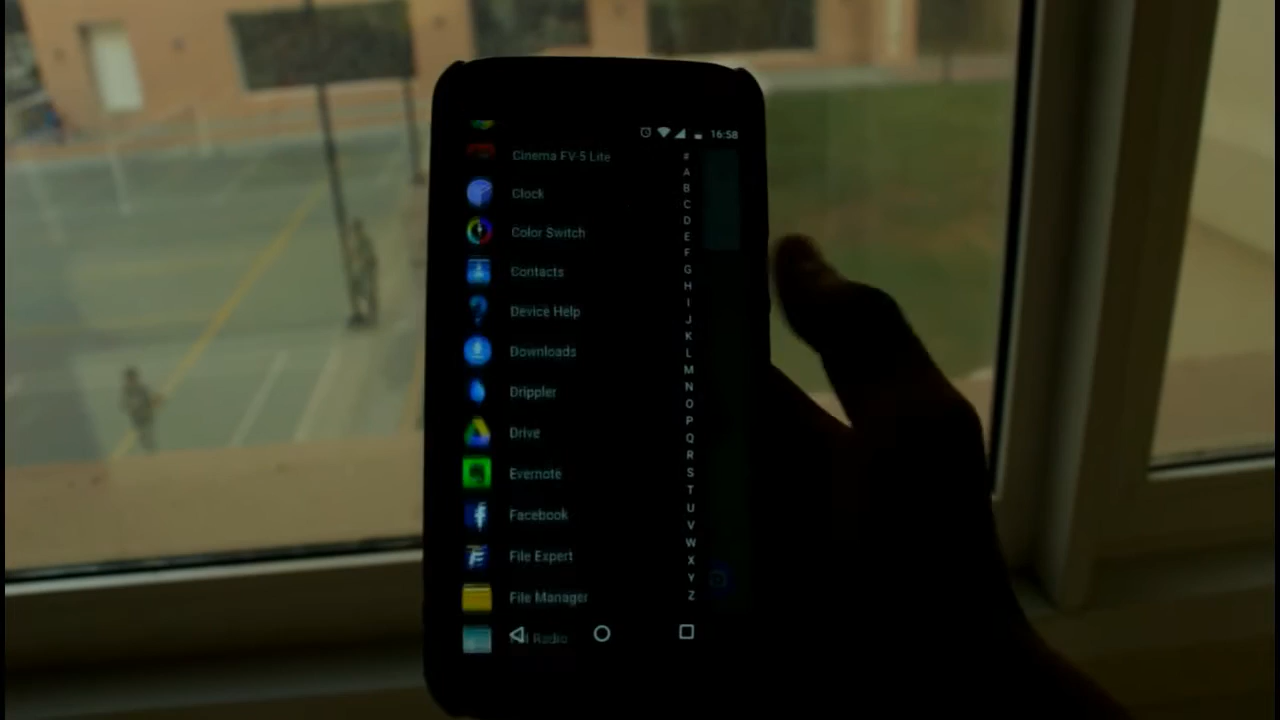 16:58
Cinema FV-5 Lite
Clock
Color Switch
Contacts
Device Help
Downloads
Drippler
Drive
Evernote
Facebook
File Expert
File Manager
Radio
#
A
B
C
D
E
F
G
H
I
J
K
L
M
N
O
P
Q
R
S
T
U
V
W
X
Y
Z